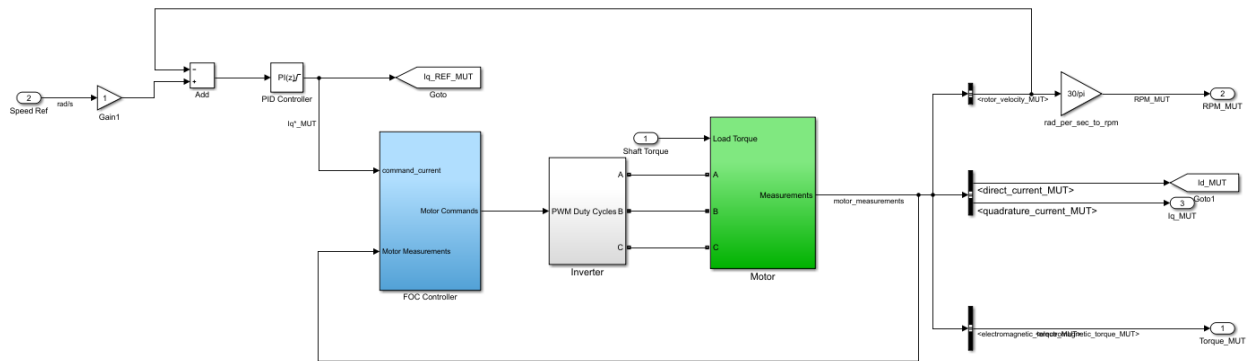 2
Speed Ref
rad/s
1
Gain1
−
+
Add
PI(z)
PID Controller
Iq_REF_MUT
Goto
Iq*_MUT
command_current
Motor Commands
Motor Measurements
FOC Controller
PWM Duty Cycles
A
B
C
Inverter
1
Shaft Torque
Load Torque
A
B
C
Measurements
Motor
motor_measurements
<rotor_velocity_MUT>
30/pi
rad_per_sec_to_rpm
RPM_MUT
2
RPM_MUT
<direct_current_MUT>
Id_MUT
Goto1
<quadrature_current_MUT>
3
Iq_MUT
<electromagnetic_torque_MUT>
1
Torque_MUT